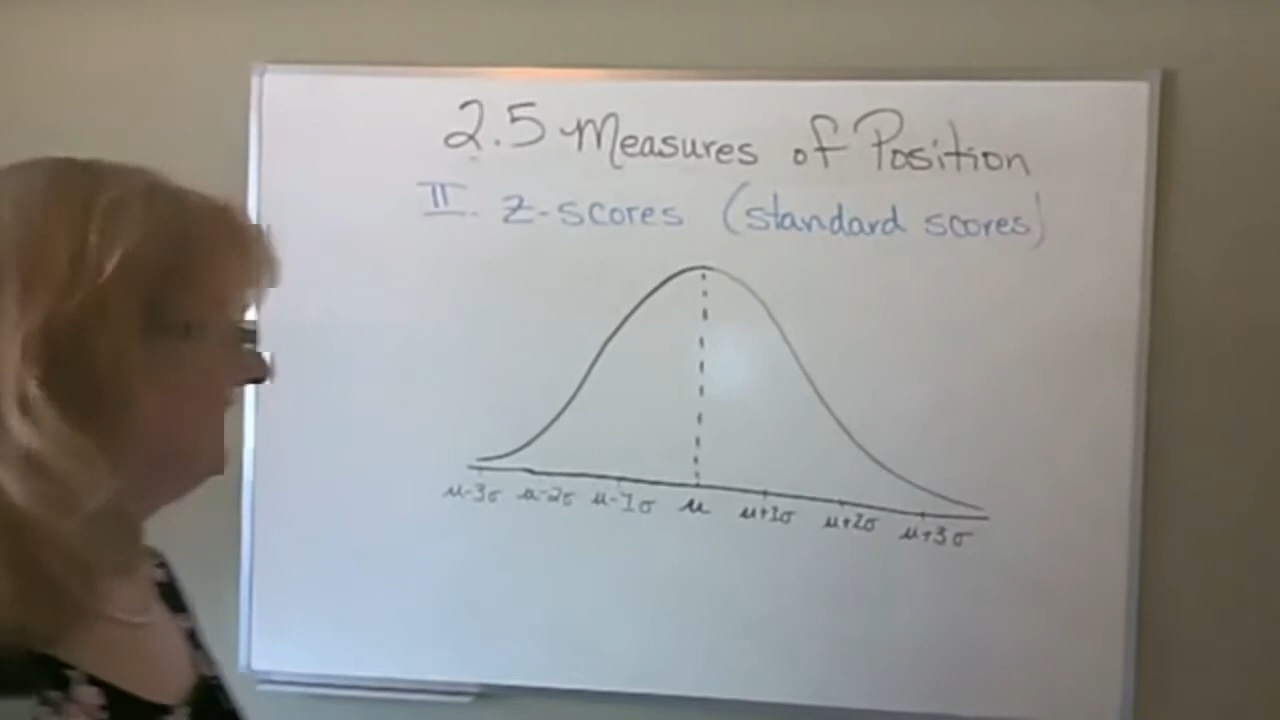 2.5 Measures of Position
II. z-scores (standard scores)
μ-3σ μ-2σ μ-1σ μ μ+1σ μ+2σ μ+3σ